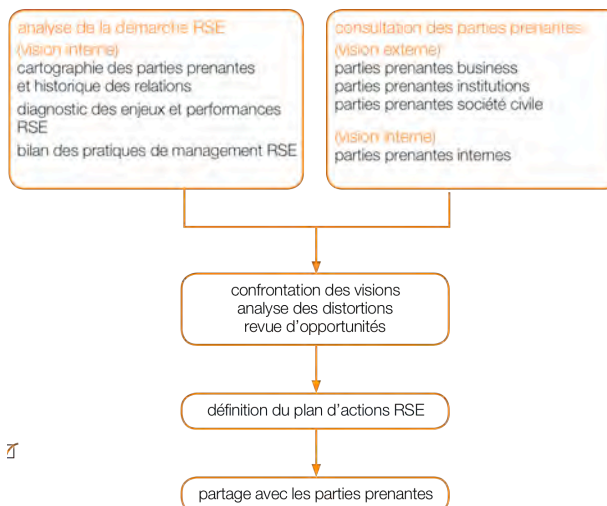 analyse de la démarche RSE
(vision interne)
cartographie des parties prenantes
et historique des relations
diagnostic des enjeux et performances
RSE
bilan des pratiques de management RSE
consultation des parties prenantes
(vision externe)
parties prenantes business
parties prenantes institutions
parties prenantes société civile
(vision interne)
parties prenantes internes
confrontation des visions
analyse des distortions
revue d'opportunités
définition du plan d'actions RSE
partage avec les parties prenantes